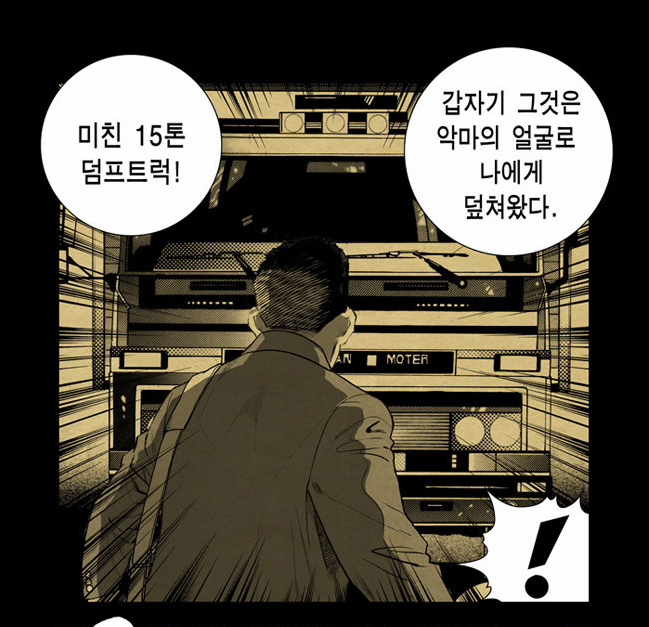 미친 15톤
덤프트럭!
갑자기 그것은
악마의 얼굴로
나에게
덮쳐왔다.
AN ■ MOTER
!